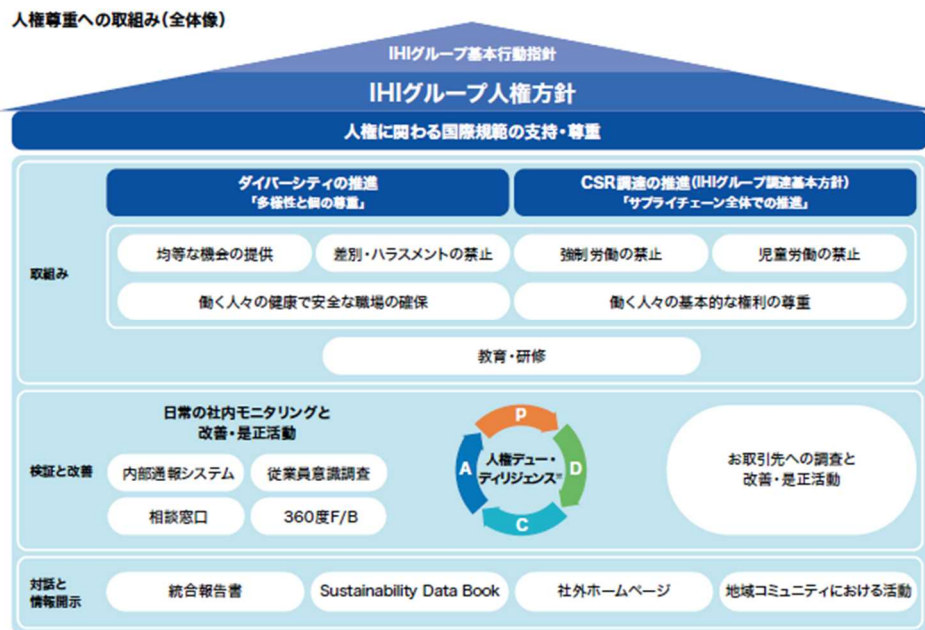 人権尊重への取組み(全体像)
IHIグループ基本行動指針
IHIグループ人権方針
人権に関わる国際規範の支持・尊重
取組み
ダイバーシティの推進
「多様性と個の尊重」
CSR調達の推進(IHIグループ調達基本方針)
「サプライチェーン全体での推進」
均等な機会の提供
差別・ハラスメントの禁止
強制労働の禁止
児童労働の禁止
働く人々の健康で安全な職場の確保
働く人々の基本的な権利の尊重
教育・研修
検証と改善
日常の社内モニタリングと
改善・是正活動
内部通報システム
従業員意識調査
相談窓口
360度F/B
P
D
C
A
人権デュー・
ディリジェンス※
お取引先への調査と
改善・是正活動
対話と
情報開示
統合報告書
Sustainability Data Book
社外ホームページ
地域コミュニティにおける活動